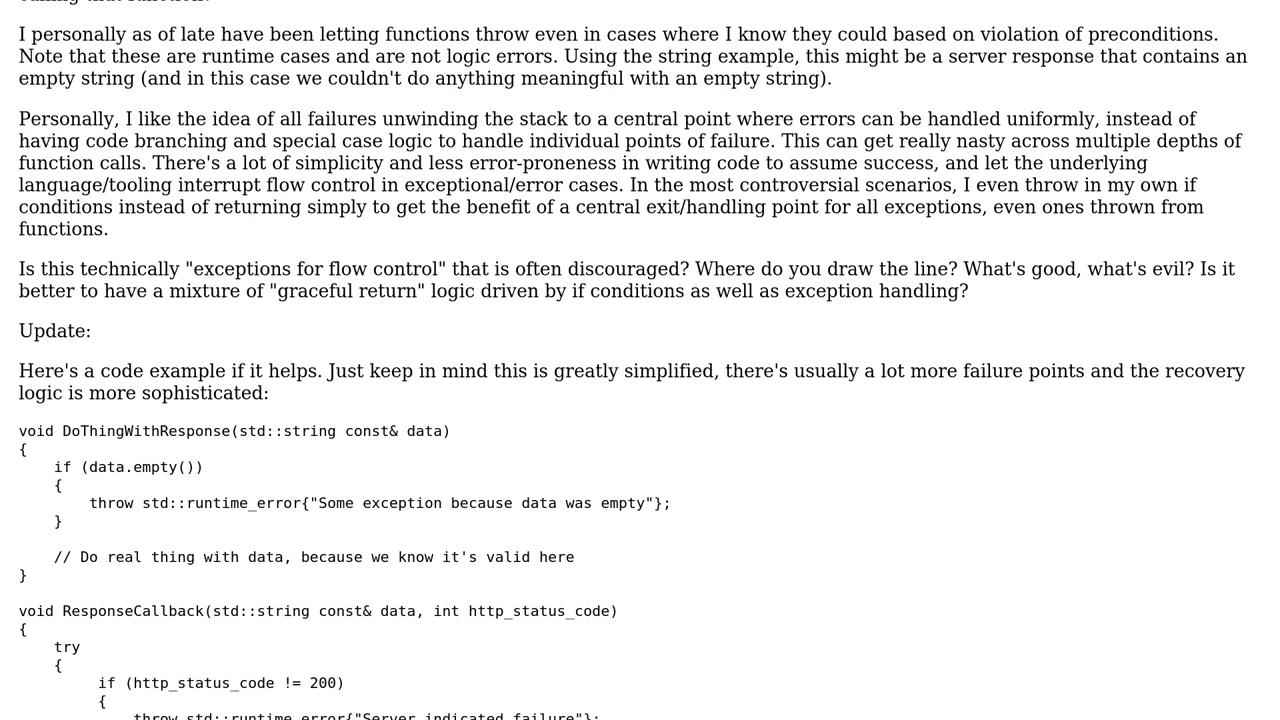 I personally as of late have been letting functions throw even in cases where I know they could based on violation of preconditions.
Note that these are runtime cases and are not logic errors. Using the string example, this might be a server response that contains an
empty string (and in this case we couldn't do anything meaningful with an empty string).
Personally, I like the idea of all failures unwinding the stack to a central point where errors can be handled uniformly, instead of
having code branching and special case logic to handle individual points of failure. This can get really nasty across multiple depths of
function calls. There's a lot of simplicity and less error-proneness in writing code to assume success, and let the underlying
language/tooling interrupt flow control in exceptional/error cases. In the most controversial scenarios, I even throw in my own if
conditions instead of returning simply to get the benefit of a central exit/handling point for all exceptions, even ones thrown from
functions.
Is this technically "exceptions for flow control" that is often discouraged? Where do you draw the line? What's good, what's evil? Is it
better to have a mixture of "graceful return" logic driven by if conditions as well as exception handling?
Update:
Here's a code example if it helps. Just keep in mind this is greatly simplified, there's usually a lot more failure points and the recovery
logic is more sophisticated:
void DoThingWithResponse(std::string const& data)
{
    if (data.empty())
    {
        throw std::runtime_error{"Some exception because data was empty"};
    }
    // Do real thing with data, because we know it's valid here
}
void ResponseCallback(std::string const& data, int http_status_code)
{
    try
    {
         if (http_status_code != 200)
         {
             throw std::runtime_error{"Server indicated failure"};